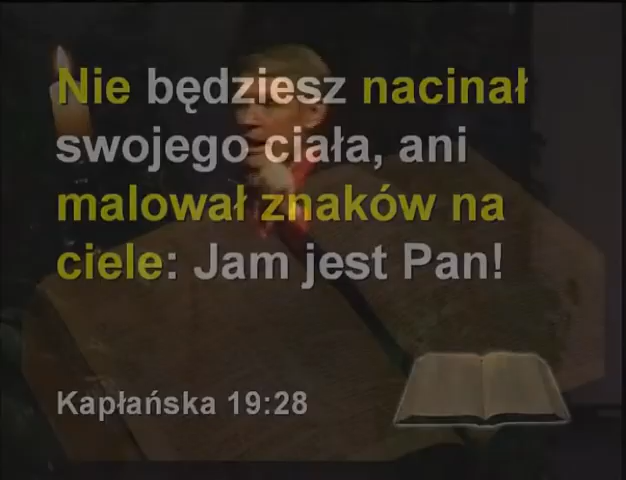 Nie będziesz nacinał
swojego ciała, ani
malował znaków na
ciele: Jam jest Pan!
Kapłańska 19:28